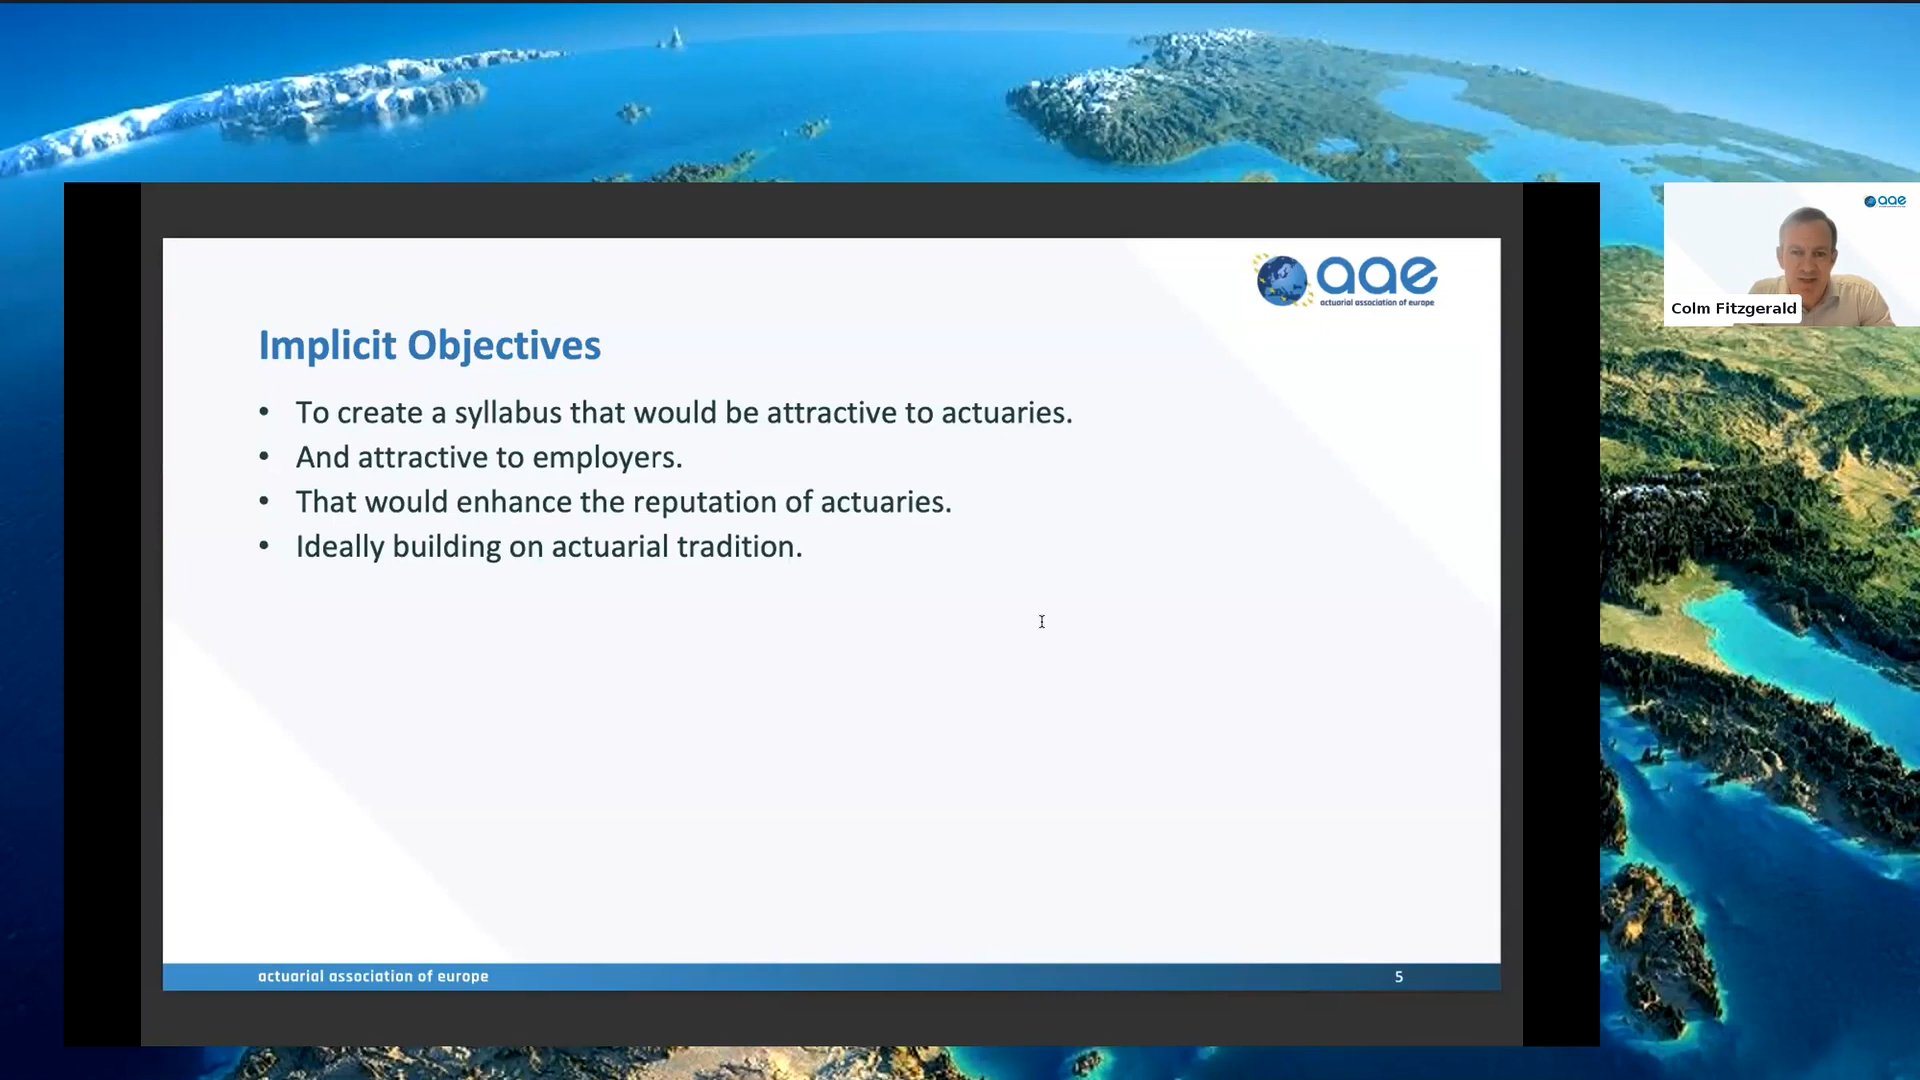 aae
actuarial association of europe
Implicit Objectives
• To create a syllabus that would be attractive to actuaries.
• And attractive to employers.
• That would enhance the reputation of actuaries.
• Ideally building on actuarial tradition.
actuarial association of europe
5
aae
Colm Fitzgerald